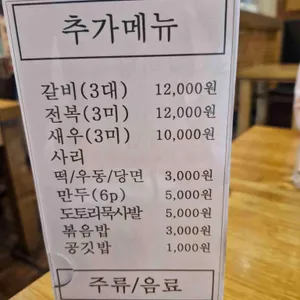 추가메뉴
갈비(3대) 12,000원
전복(3미) 12,000원
새우(3미) 10,000원
사리
떡/우동/당면 3,000원
만두(6p) 5,000원
도토리묵사발 5,000원
볶음밥 3,000원
공깃밥 1,000원
주류/음료